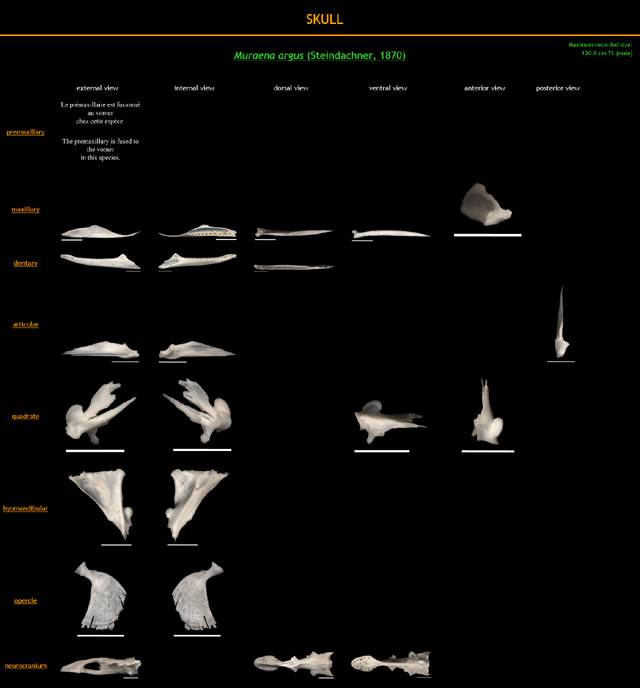 SKULL
Muraena argus (Steindachner, 1870)
Maximum recorded size:
120.0 cm TL (male)
external view internal view dorsal view ventral view anterior view posterior view
Le prémaxillaire est fusionné
au vomer
chez cette espèce.
premaxillary
The premaxillary is fused to
the vomer
in this species.
maxillary
dentary
articular
quadrate
hyomandibular
opercle
neurocranium